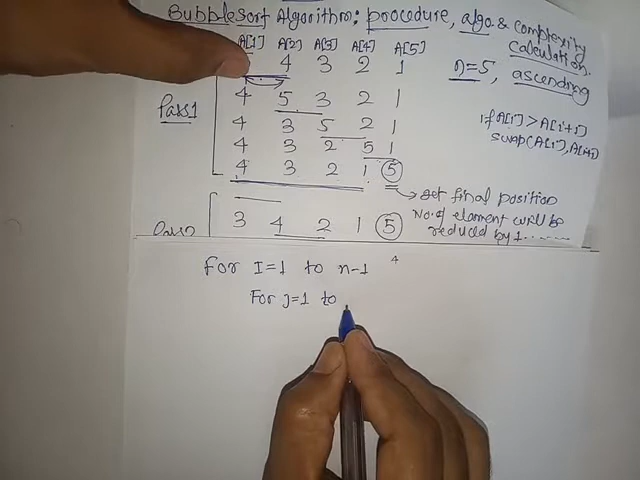 BubbleSort Algorithm: procedure, algo. & complexity calculation.
A[1] A[2] A[3] A[4] A[5]
4 3 2 1
n=5, ascending
Pass1
4 5 3 2 1
4 3 5 2 1
4 3 2 5 1
4 3 2 1 5
if A[i] > A[i+1]
swap(A[i], A[i+1])
→ get final position
No. of element will be
reduced by 1........
Pass2
3 4 2 1 5
For I=1 to n-1 4
For J=1 to